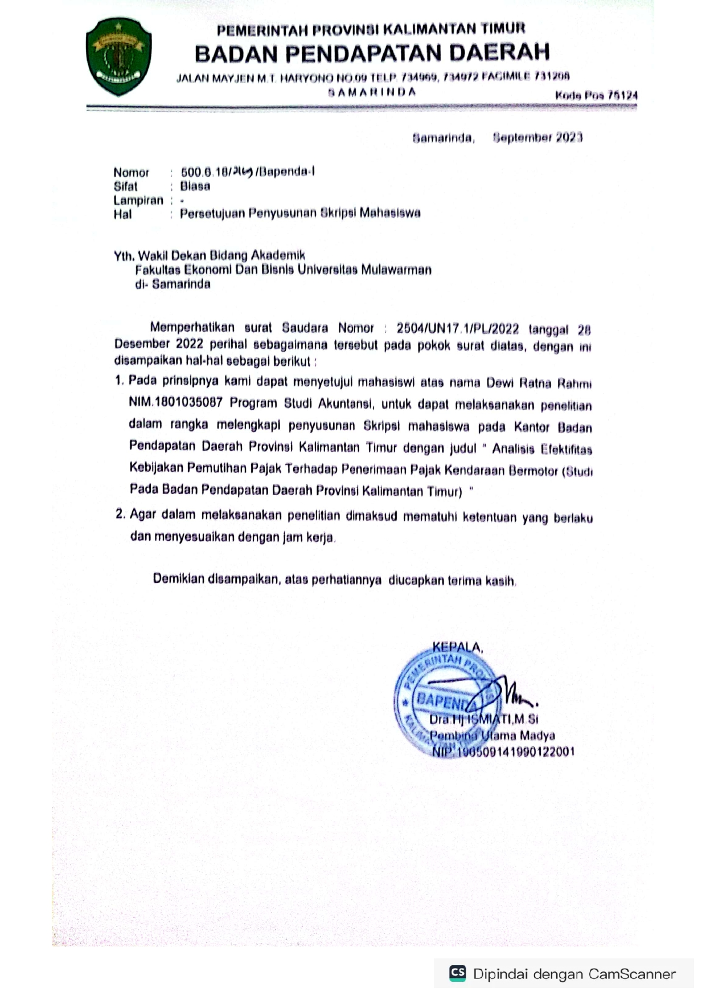 PEMERINTAH PROVINSI KALIMANTAN TIMUR
BADAN PENDAPATAN DAERAH
JALAN MAYJEN M.T. HARYONO NO.09 TELP. 734969, 734972 FACIMILE 731208
SAMARINDA
Kode Pos 75124
Samarinda, September 2023
Nomor : 500.6.18/ /Bapenda-I
Sifat : Biasa
Lampiran : -
Hal : Persetujuan Penyusunan Skripsi Mahasiswa
Yth. Wakil Dekan Bidang Akademik
Fakultas Ekonomi Dan Bisnis Universitas Mulawarman
di- Samarinda
Memperhatikan surat Saudara Nomor : 2504/UN17.1/PL/2022 tanggal 28
Desember 2022 perihal sebagaimana tersebut pada pokok surat diatas, dengan ini
disampaikan hal-hal sebagai berikut :
1. Pada prinsipnya kami dapat menyetujui mahasiswi atas nama Dewi Ratna Rahmi
NIM.1801035087 Program Studi Akuntansi, untuk dapat melaksanakan penelitian
dalam rangka melengkapi penyusunan Skripsi mahasiswa pada Kantor Badan
Pendapatan Daerah Provinsi Kalimantan Timur dengan judul " Analisis Efektifitas
Kebijakan Pemutihan Pajak Terhadap Penerimaan Pajak Kendaraan Bermotor (Studi
Pada Badan Pendapatan Daerah Provinsi Kalimantan Timur) "
2. Agar dalam melaksanakan penelitian dimaksud mematuhi ketentuan yang berlaku
dan menyesuaikan dengan jam kerja.
Demikian disampaikan, atas perhatiannya diucapkan terima kasih.
KEPALA,
PEMERINTAH PROVINSI
BAPENDA
KALIMANTAN TIMUR
Dra.Hj ISMIATI,M.Si
Pembina Utama Madya
NIP.196509141990122001
CS Dipindai dengan CamScanner